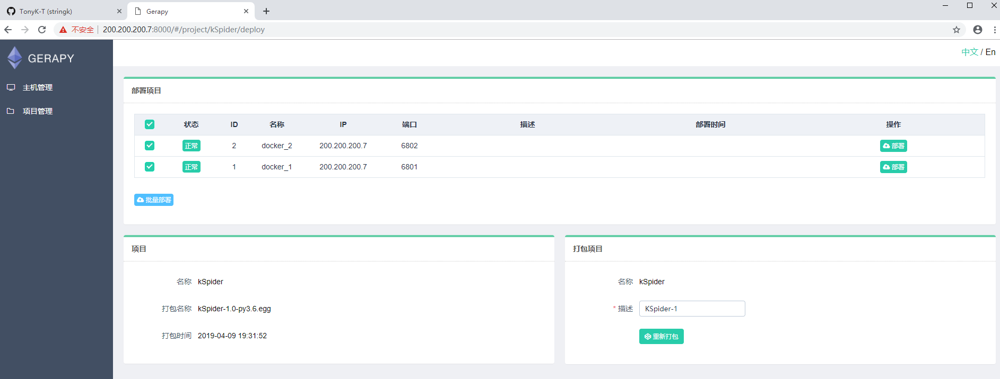 TonyK-T (stringk)
Gerapy
不安全
200.200.200.7:8000/#/project/kSpider/deploy
GERAPY
中文 / En
主机管理
项目管理
部署项目
状态 ID 名称 IP 端口 描述 部署时间 操作
正常 2 docker_2 200.200.200.7 6802 部署
正常 1 docker_1 200.200.200.7 6801 部署
批量部署
项目
名称 kSpider
打包名称 kSpider-1.0-py3.6.egg
打包时间 2019-04-09 19:31:52
打包项目
名称 kSpider
* 描述 KSpider-1
重新打包